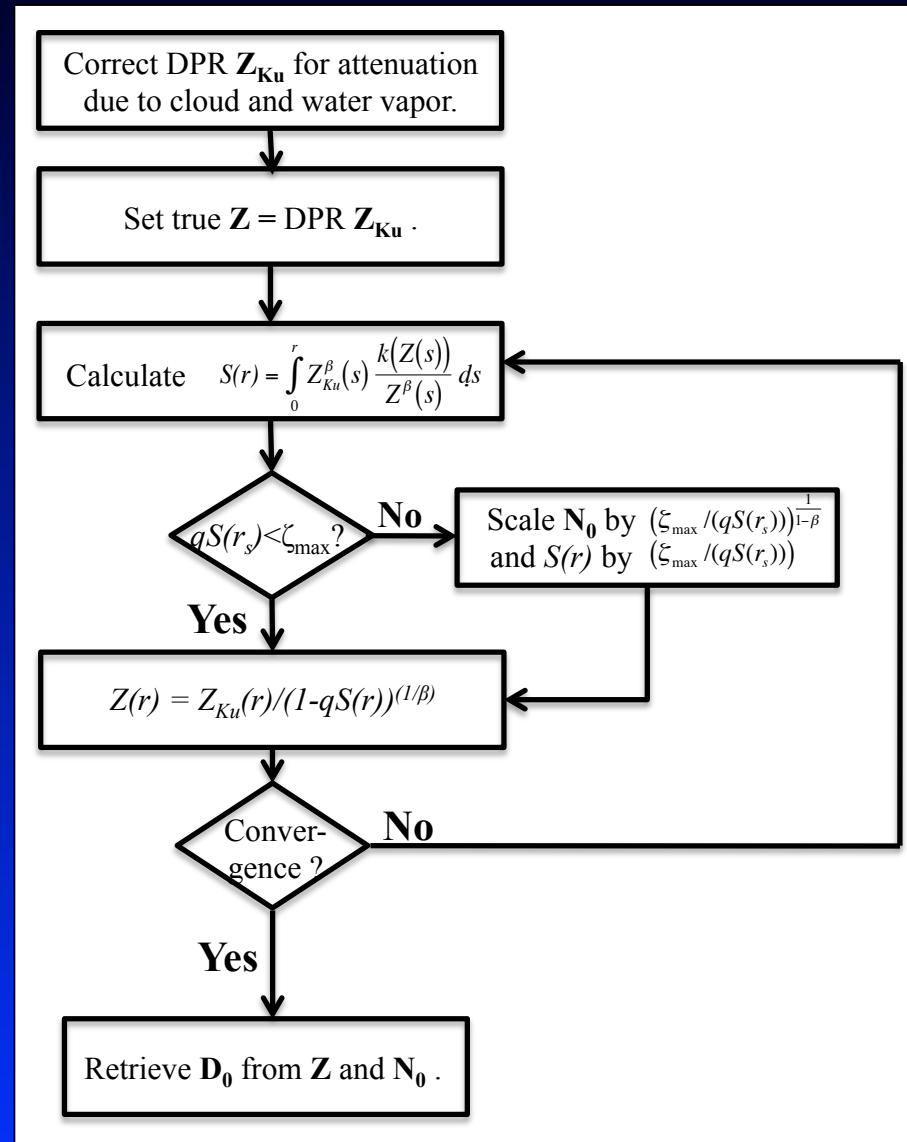 Correct DPR Z_Ku for attenuation
due to cloud and water vapor.
Set true Z = DPR Z_Ku .
Calculate S(r) = ∫_0^r Z_Ku^β(s) k(Z(s))/Z^β(s) ds
qS(r_s)<ζ_max?
No
Scale N_0 by (ζ_max /(qS(r_s)))^(1/(1−β))
and S(r) by (ζ_max /(qS(r_s)))
Yes
Z(r) = Z_Ku(r)/(1-qS(r))^(1/β)
Conver-
gence ?
No
Yes
Retrieve D_0 from Z and N_0 .